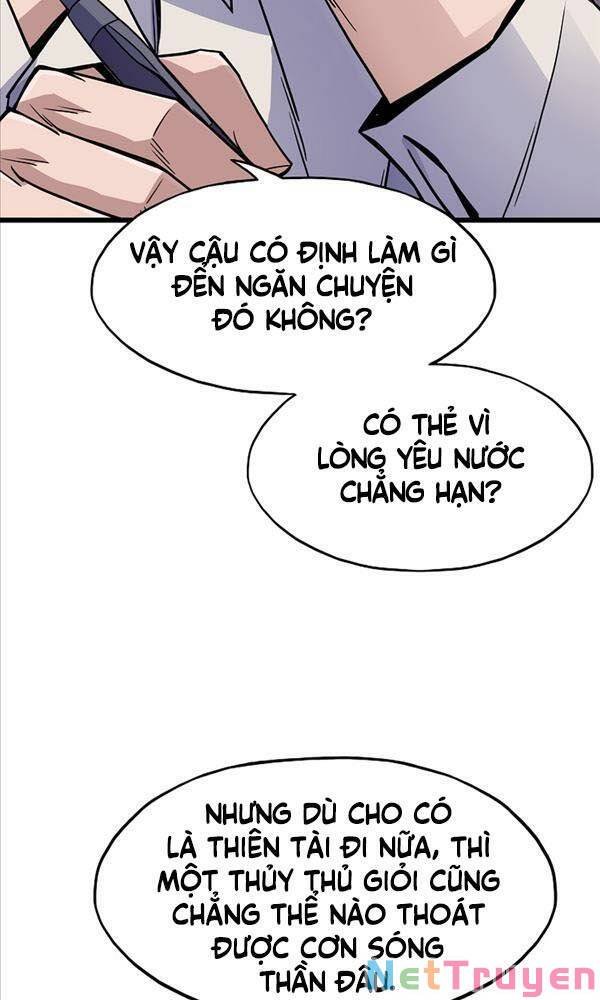 VẬY CẬU CÓ ĐỊNH LÀM GÌ
ĐỂN NGĂN CHUYỆN
ĐÓ KHÔNG?
CÓ THẺ VÌ
LÒNG YÊU NƯỚC
CHẲNG HẠN?
NHƯNG DÙ CHO CÓ
LÀ THIÊN TÀI ĐI NỮA, THÌ
MỘT THỦY THỦ GIỎI CŨNG
CHẲNG THỂ NÀO THOÁT
ĐƯỢC CƠN SÓNG
THẦN ĐÂU.
NetTruyen